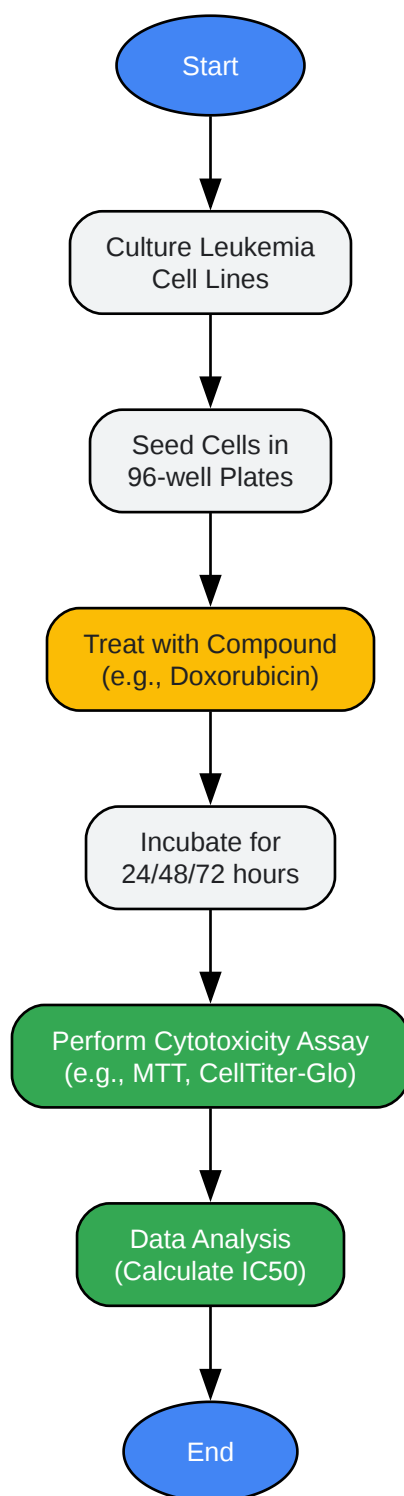 Start
Culture Leukemia
Cell Lines
Seed Cells in
96-well Plates
Treat with Compound
(e.g., Doxorubicin)
Incubate for
24/48/72 hours
Perform Cytotoxicity Assay
(e.g., MTT, CellTiter-Glo)
Data Analysis
(Calculate IC50)
End